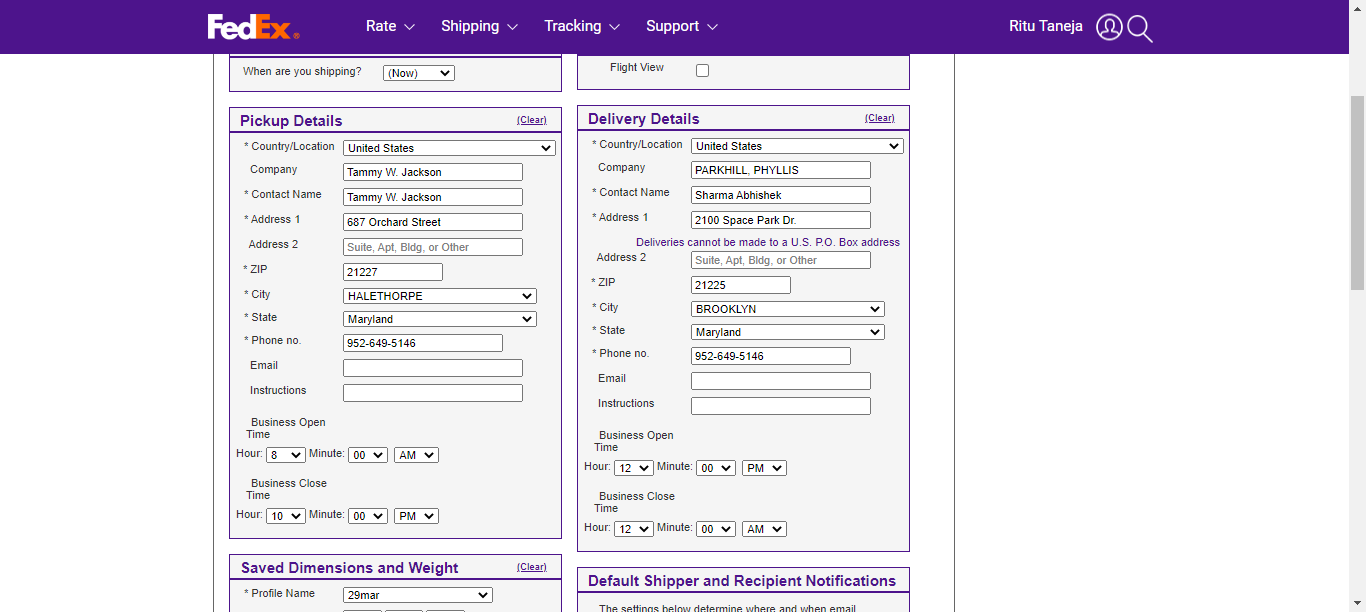 FedEx®
Rate
Shipping
Tracking
Support
Ritu Taneja
When are you shipping?
(Now)
Flight View
Pickup Details
(Clear)
* Country/Location
United States
Company
Tammy W. Jackson
* Contact Name
Tammy W. Jackson
* Address 1
687 Orchard Street
Address 2
Suite, Apt, Bldg, or Other
* ZIP
21227
* City
HALETHORPE
* State
Maryland
* Phone no.
952-649-5146
Email
Instructions
Business Open
Time
Hour: 8 Minute: 00 AM
Business Close
Time
Hour: 10 Minute: 00 PM
Delivery Details
(Clear)
* Country/Location
United States
Company
PARKHILL, PHYLLIS
* Contact Name
Sharma Abhishek
* Address 1
2100 Space Park Dr.
Deliveries cannot be made to a U.S. P.O. Box address
Address 2
Suite, Apt, Bldg, or Other
* ZIP
21225
* City
BROOKLYN
* State
Maryland
* Phone no.
952-649-5146
Email
Instructions
Business Open
Time
Hour: 12 Minute: 00 PM
Business Close
Time
Hour: 12 Minute: 00 AM
Saved Dimensions and Weight
(Clear)
* Profile Name
29mar
Default Shipper and Recipient Notifications
The settings below determine where and when email